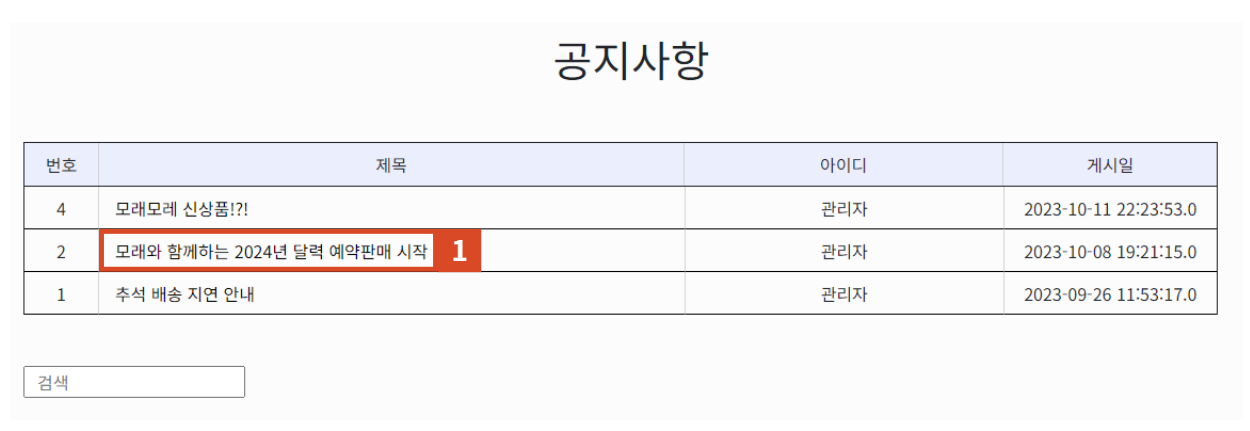 공지사항
번호 제목 아이디 게시일
4 모래모레 신상품!?! 관리자 2023-10-11 22:23:53.0
2 모래와 함께하는 2024년 달력 예약판매 시작 1 관리자 2023-10-08 19:21:15.0
1 추석 배송 지연 안내 관리자 2023-09-26 11:53:17.0
검색